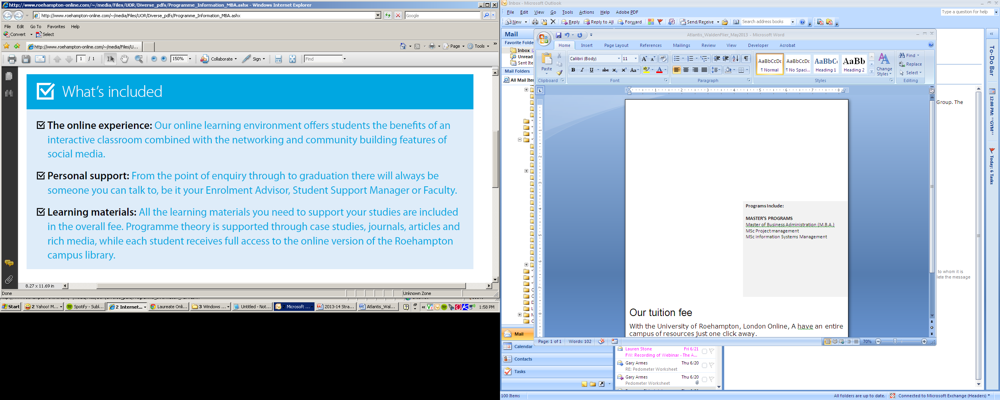 http://www.roehampton-online.com/~/media/Files/UOR/Diverse_pdfs/Programme_Information_MBA.ashx - Windows Internet Explorer
http://www.roehampton-online.com/~/media/Files/UOR/Diverse_pdfs/Programme_Information_MBA.ashx
Google
File Edit Go To Favorites Help
Convert Select
http://www.roehampton-online.com/~/media/Files/U...
Page Tools
1 / 1 150% Collaborate Sign Find
What's included
The online experience: Our online learning environment offers students the benefits of an
interactive classroom combined with the networking and community building features of
social media.
Personal support: From the point of enquiry through to graduation there will always be
someone you can talk to, be it your Enrolment Advisor, Student Support Manager or Faculty.
Learning materials: All the learning materials you need to support your studies are included
in the overall fee. Programme theory is supported through case studies, journals, articles and
rich media, while each student receives full access to the online version of the Roehampton
campus library.
8.27 x 11.69 in
Done Unknown Zone
Start 2 Yahoo! M... Spotify - Subl... 2 Internet... Laureate Onli... 3 Windows ... Untitled - Not... 2 Microsoft ... 2013-14 Stra... Atlantis_Wal... 1:58 PM
Inbox - Microsoft Outlook
File Edit View Go Tools Actions Help Adobe PDF
Type a question for help
New Reply Reply to All Forward Send/Receive Search address books
Mail
Favorite Folde
Inbox
Unread
Sent Ite
Mail Folders
All Mail Iter
Atlantis_WaldenFlier_May2013 - Microsoft Word
Home Insert Page Layout References Mailings Review View Developer Acrobat
Calibri (Body) 11
Paste
AaBbCcDc AaBbCcDc AaBbC AaBb
¶ Normal ¶ No Spaci... Heading 1 Heading 2
Change
Styles
Find
Replace
Select
Clipboard Font Paragraph Styles Editing
1 2 3 4 5 6 7 8
1
2
3
4
5
6
7
8
Programs Include:
MASTER'S PROGRAMS
Master of Business Administration (M.B.A.)
MSc Project management
MSc Information Systems Management
Our tuition fee
With the University of Roehampton, London Online, A have an entire
campus of resources just one click away.
Page: 1 of 1 Words: 102 70%
Mail
Calendar
Contacts
Tasks
Lauren Stone Fri 6/21
FW: Recording of Webinar - The A...
Gary Armes Thu 6/20
RE: Pedometer Worksheet
Gary Armes Thu 6/20
Pedometer Worksheet
Group. The
to whom it is
lete the message
To-Do Bar
12:00 PM: **GYM**
Today: 6 Tasks
100 Items
All folders are up to date. Connected to Microsoft Exchange (Headers)